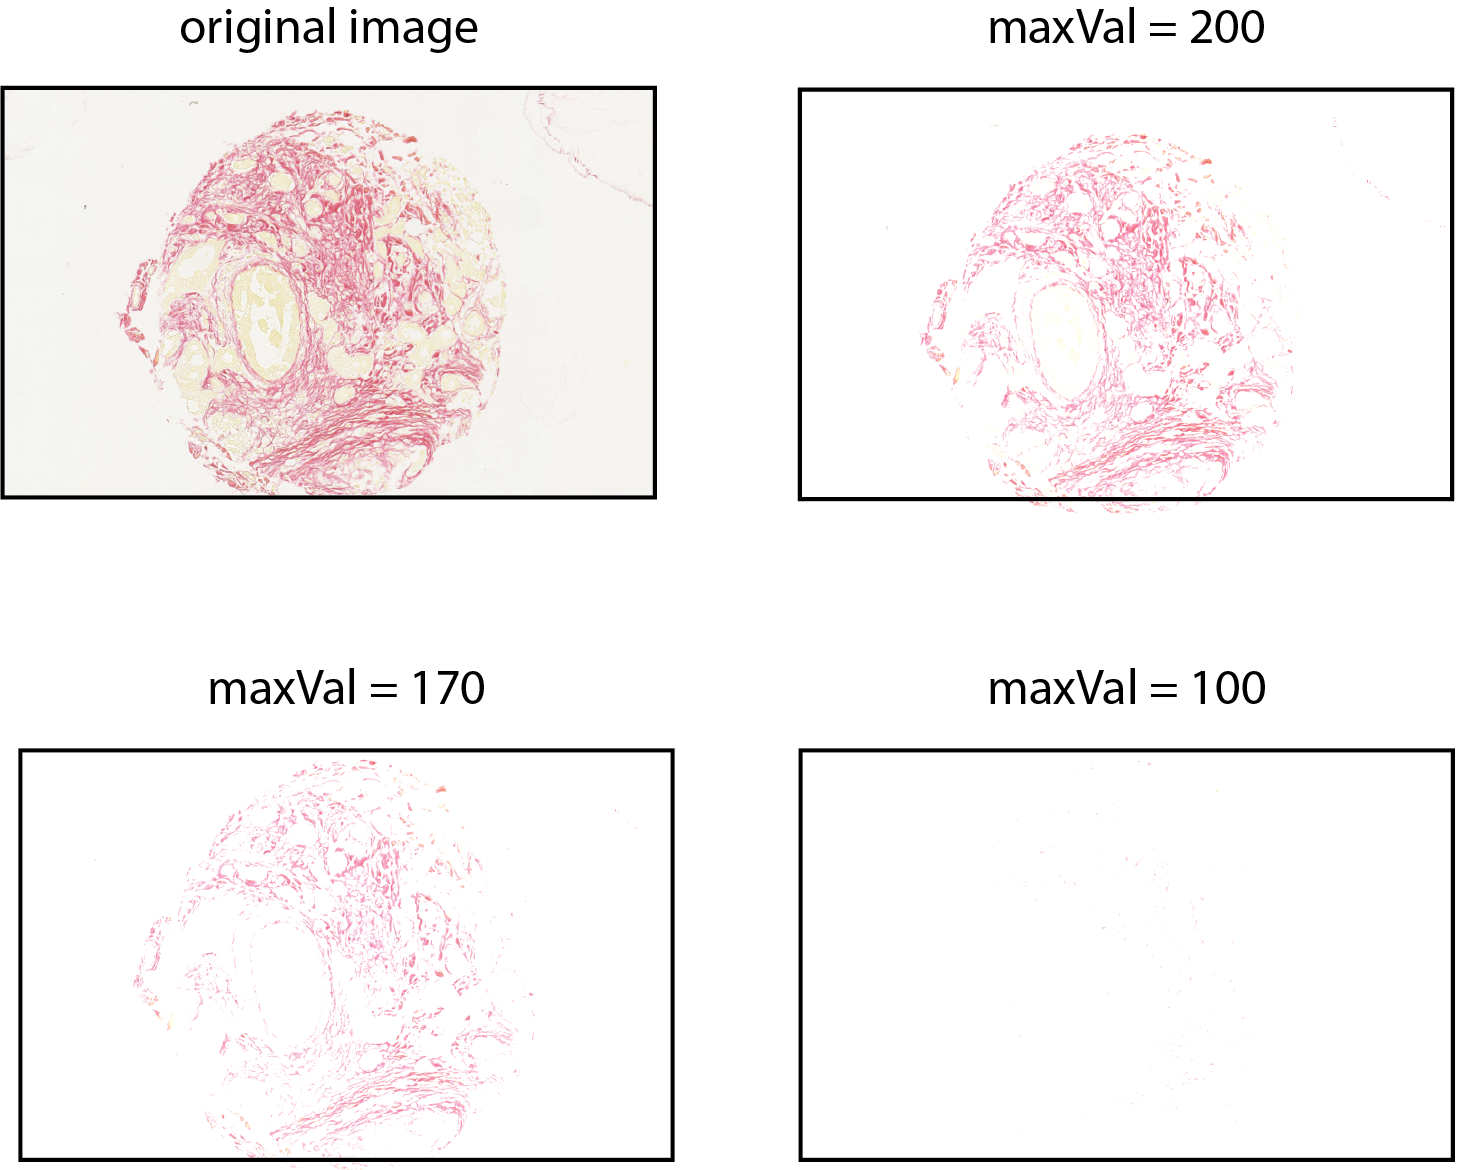 original image
maxVal = 200
maxVal = 170
maxVal = 100